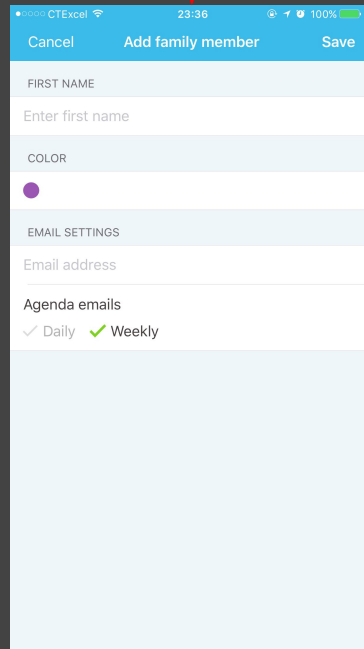 CTExcel 23:36 100%
Cancel Add family member Save
FIRST NAME
Enter first name
COLOR
EMAIL SETTINGS
Email address
Agenda emails
Daily Weekly